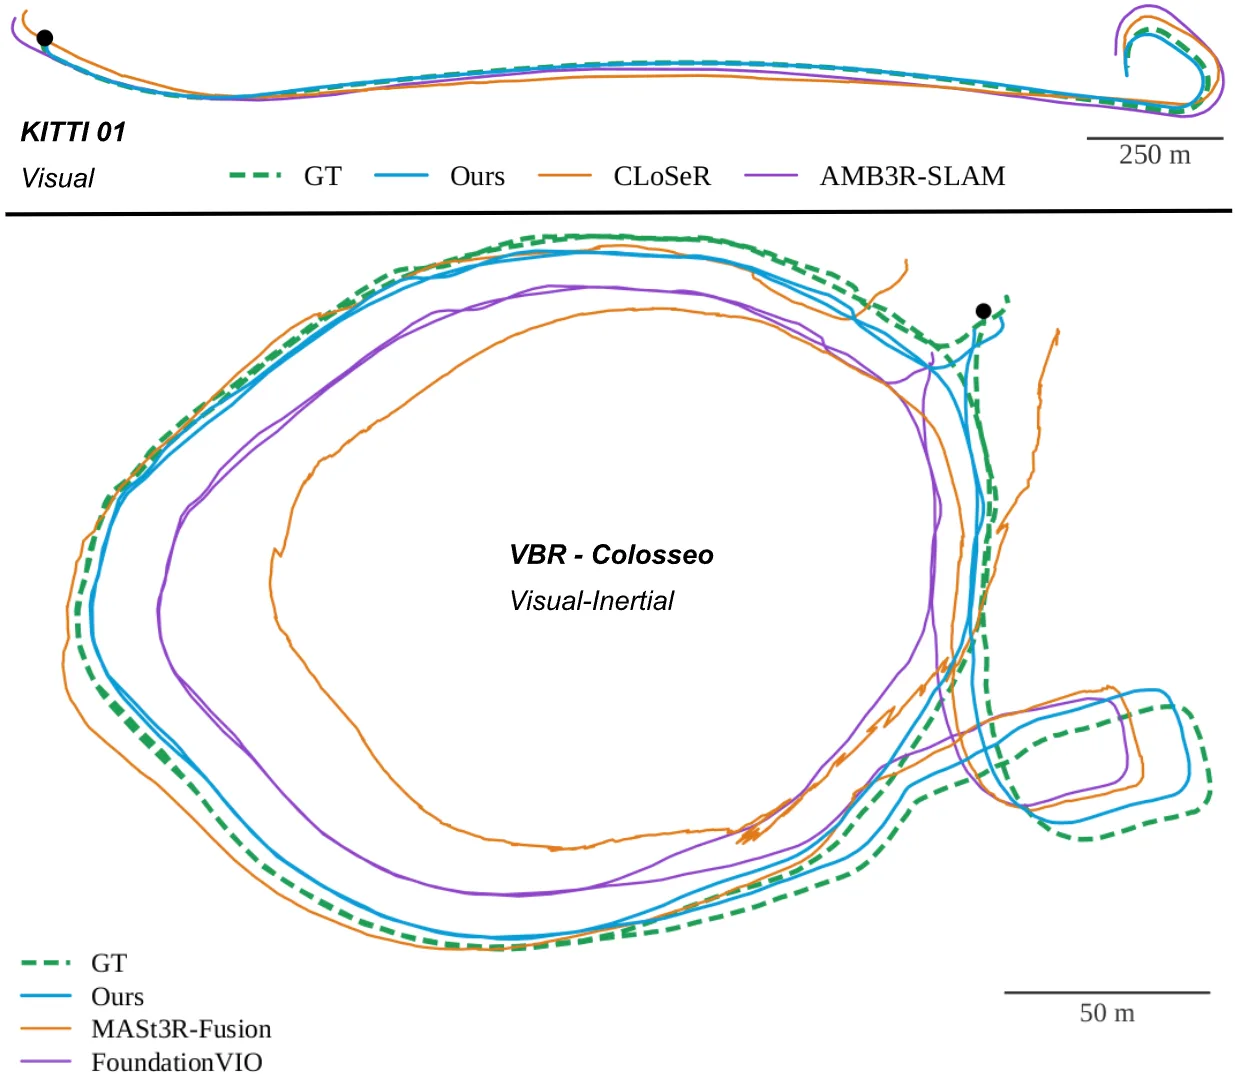 KITTI 01
Visual
250 m
GT Ours CLoSeR AMB3R-SLAM
VBR - Colosseo
Visual-Inertial
GT
Ours
MASt3R-Fusion
FoundationVIO
50 m